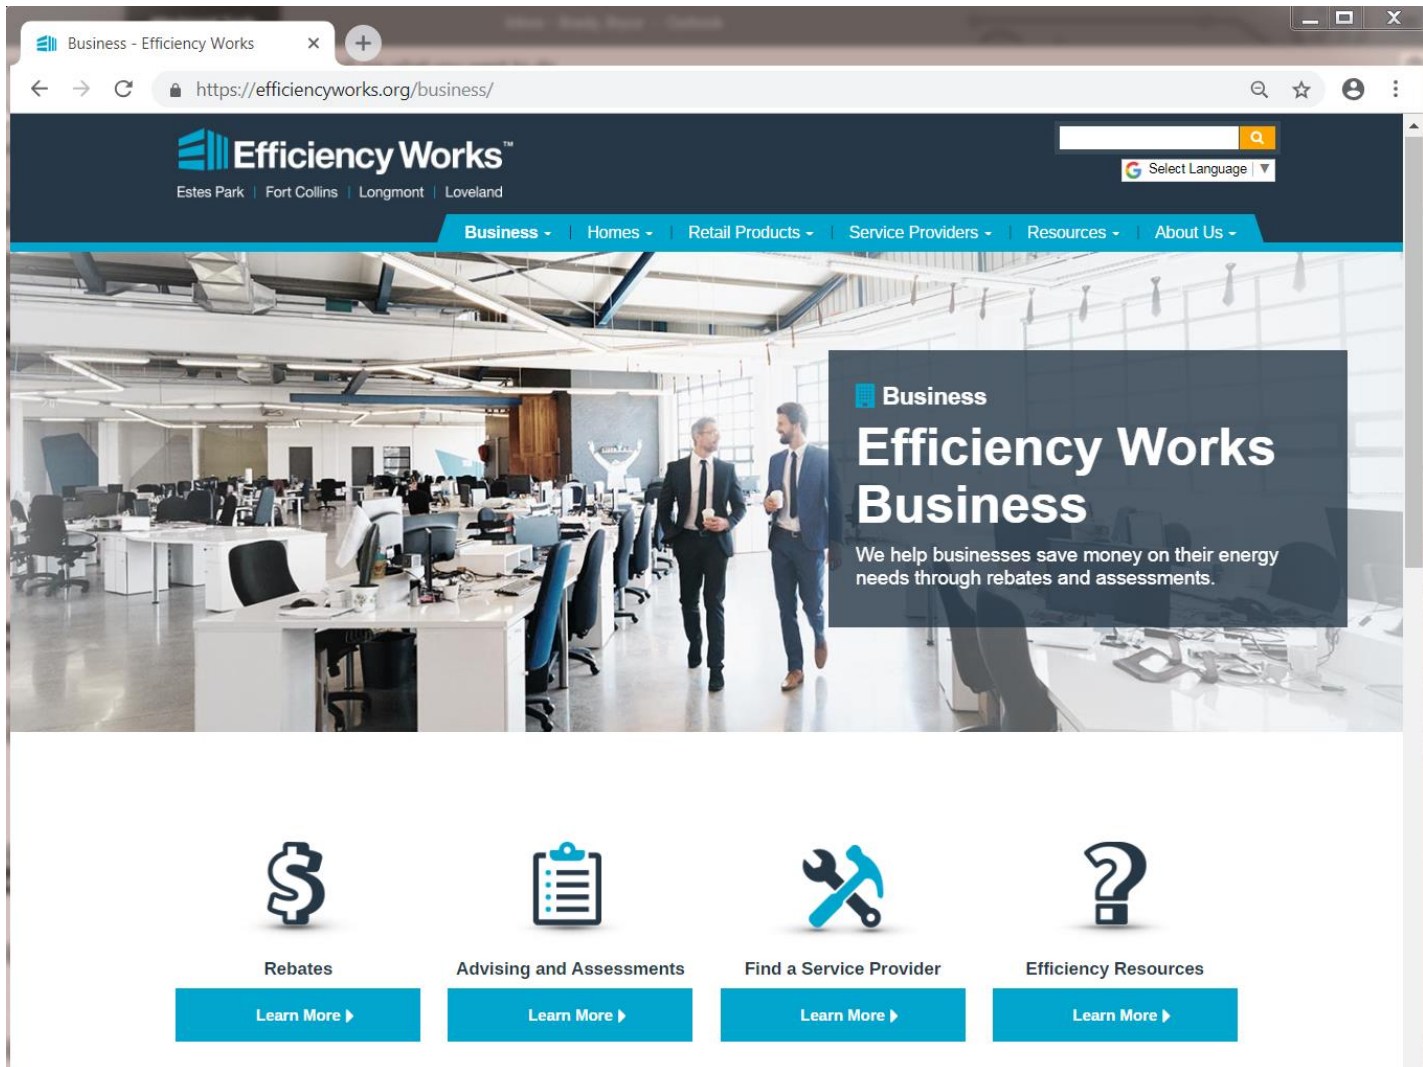 Business - Efficiency Works
https://efficiencyworks.org/business/
Efficiency Works™
Estes Park | Fort Collins | Longmont | Loveland
Select Language
Business
Homes
Retail Products
Service Providers
Resources
About Us
Business
Efficiency Works
Business
We help businesses save money on their energy
needs through rebates and assessments.
Rebates
Advising and Assessments
Find a Service Provider
Efficiency Resources
Learn More
Learn More
Learn More
Learn More